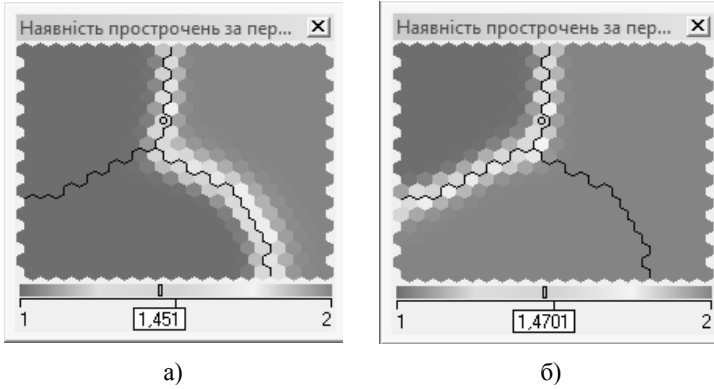 Наявність прострочень за пер...
Наявність прострочень за пер...
1
1,451
2
1
1,4701
2
а)
б)